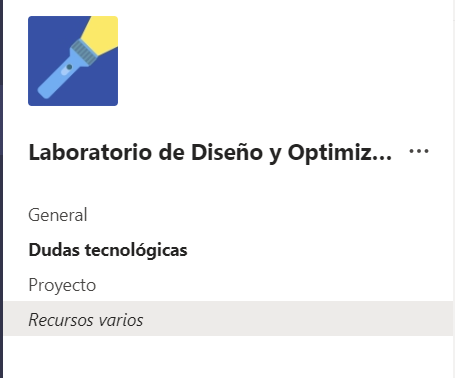 Laboratorio de Diseño y Optimiz...
General
Dudas tecnológicas
Proyecto
Recursos varios